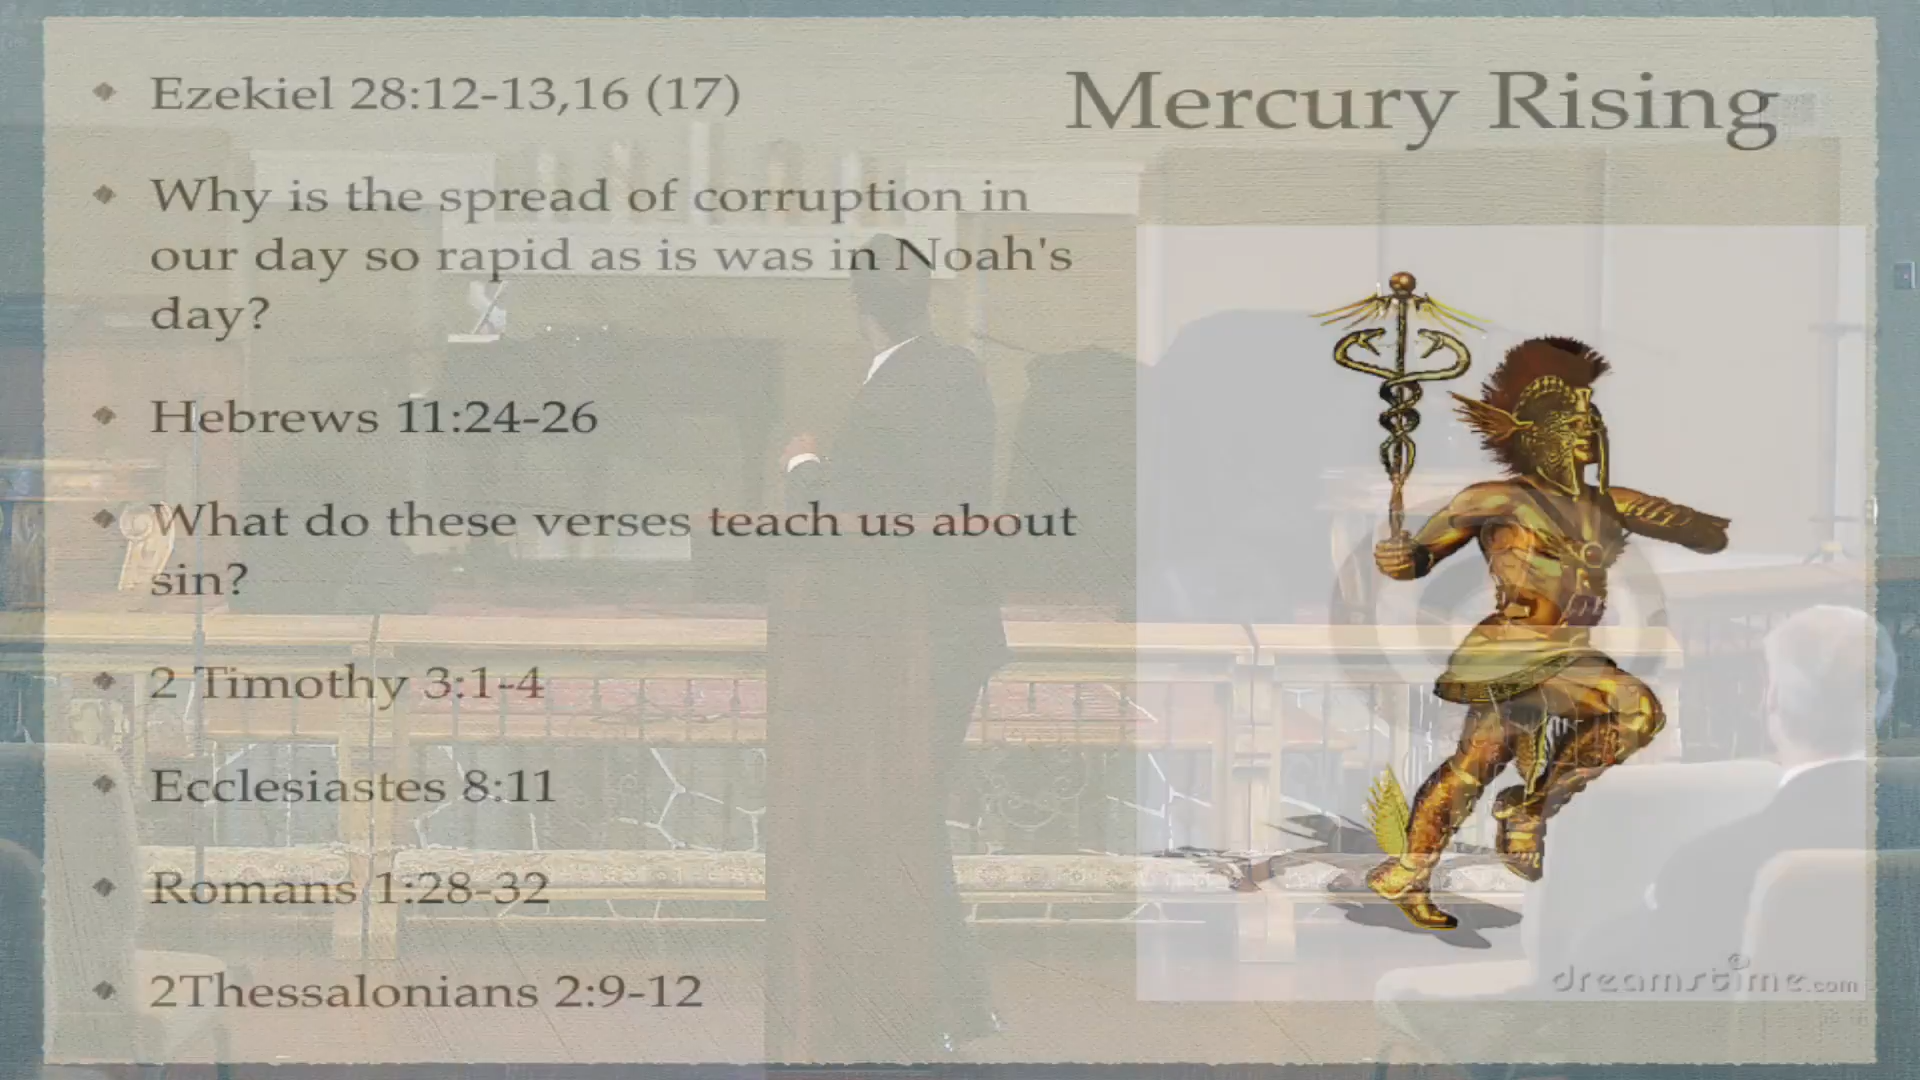 Mercury Rising
Ezekiel 28:12-13,16 (17)
Why is the spread of corruption in
our day so rapid as is was in Noah's
day?
Hebrews 11:24-26
What do these verses teach us about
sin?
2 Timothy 3:1-4
Ecclesiastes 8:11
Romans 1:28-32
2Thessalonians 2:9-12
dreamstime.com